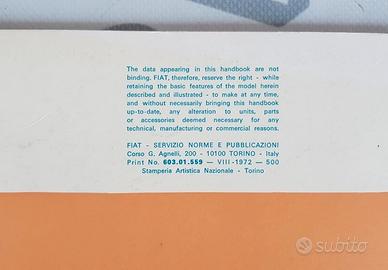 The data appearing in this handbook are not
binding. FIAT, therefore, reserve the right - while
retaining the basic features of the model herein
described and illustrated - to make at any time,
and without necessarily bringing this handbook
up-to-date, any alteration to units, parts
or accessories deemed necessary for any
technical, manufacturing or commercial reasons.
FIAT - SERVIZIO NORME E PUBBLICAZIONI
Corso G. Agnelli, 200 - 10100 TORINO - Italy
Print No. 603.01.559 — VIII-1972 — 500
Stamperia Artistica Nazionale - Torino
subito